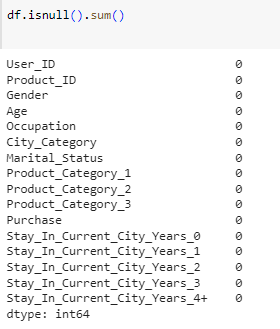 df.isnull().sum()
User_ID 0
Product_ID 0
Gender 0
Age 0
Occupation 0
City_Category 0
Marital_Status 0
Product_Category_1 0
Product_Category_2 0
Product_Category_3 0
Purchase 0
Stay_In_Current_City_Years_0 0
Stay_In_Current_City_Years_1 0
Stay_In_Current_City_Years_2 0
Stay_In_Current_City_Years_3 0
Stay_In_Current_City_Years_4+ 0
dtype: int64